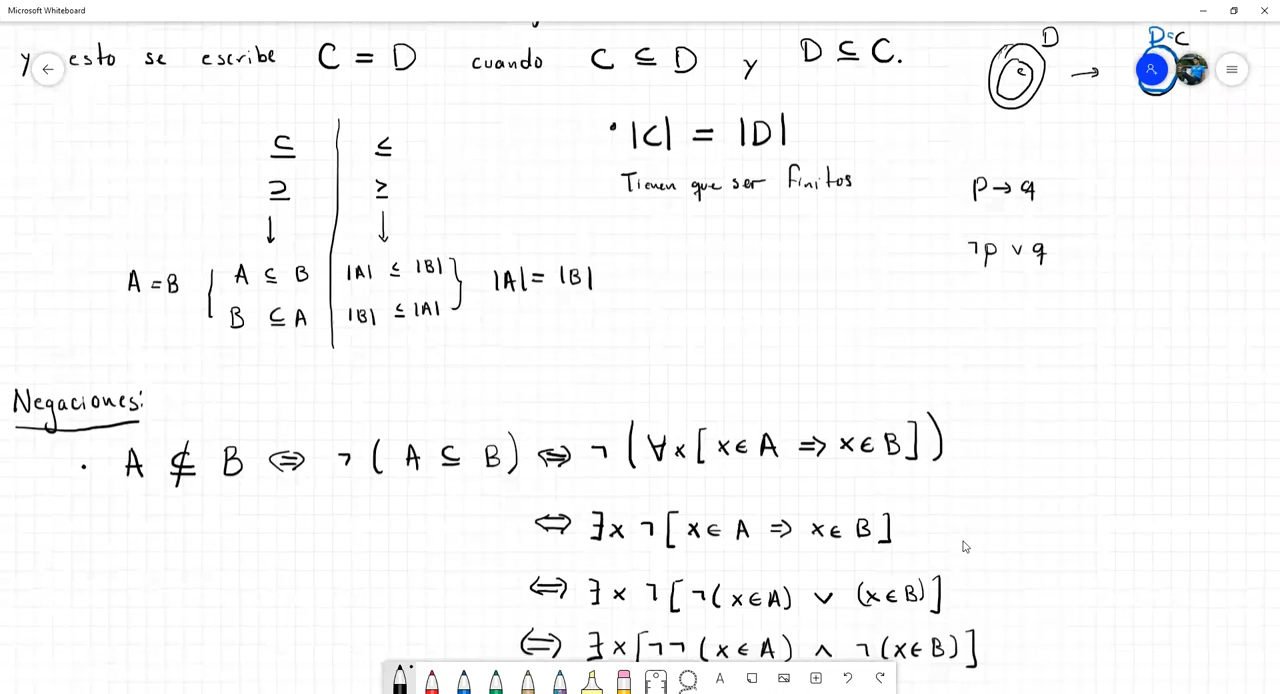 Microsoft Whiteboard
y esto se escribe C = D cuando C ⊆ D y D ⊆ C.
D
D=C
⊆ ≤
⊇ ≥
↓ ↓
A = B { A ⊆ B |A| ≤ |B| } |A| = |B|
B ⊆ A |B| ≤ |A|
• |C| = |D|
Tienen que ser finitos
p → q
¬p ∨ q
Negaciones:
• A ⊈ B ⇔ ¬ ( A ⊆ B ) ⇔ ¬ ( ∀x [ x ∈ A ⇒ x ∈ B ] )
⇔ ∃x ¬ [ x ∈ A ⇒ x ∈ B ]
⇔ ∃x ¬ [ ¬( x ∈ A ) ∨ ( x ∈ B ) ]
⇔ ∃x [ ¬¬ ( x ∈ A ) ∧ ¬ ( x ∈ B ) ]